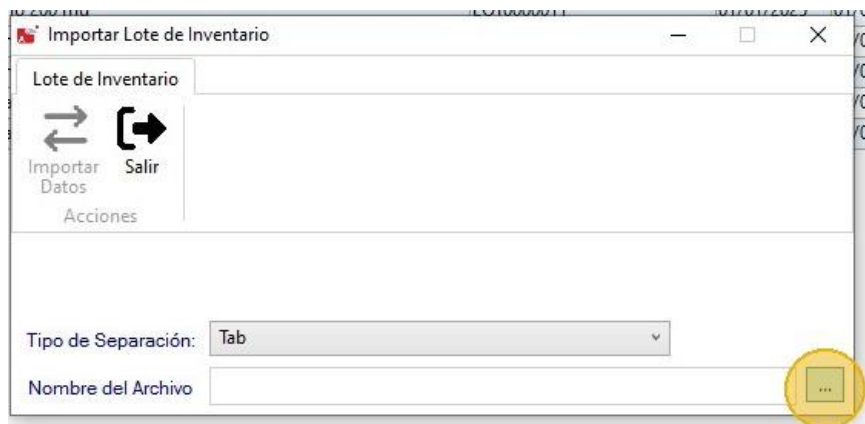 Importar Lote de Inventario
Lote de Inventario
Importar Datos
Salir
Acciones
Tipo de Separación: Tab
Nombre del Archivo ...